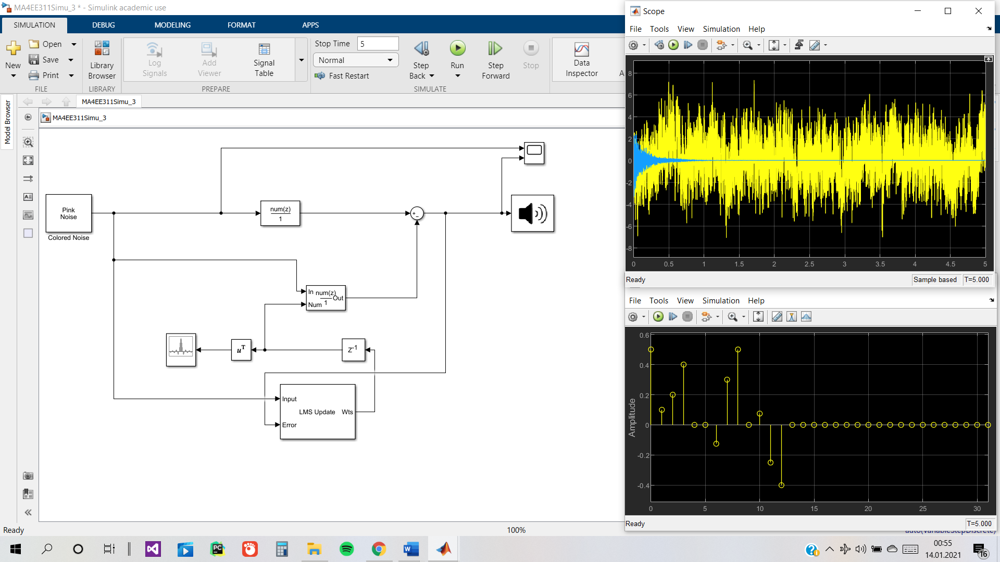 MA4EE311Simu_3 * - Simulink academic use
SIMULATION DEBUG MODELING FORMAT APPS
New
Open
Save
Print
FILE
Library Browser
LIBRARY
Log Signals
Add Viewer
Signal Table
PREPARE
Stop Time 5
Normal
Fast Restart
Step Back
Run
Step Forward
Stop
SIMULATE
Data Inspector
MA4EE311Simu_3
MA4EE311Simu_3
Model Browser
Pink
Noise
Colored Noise
num(z)
1
In
Num
num(z)
1
Out
uT
Z-1
Input
Error
LMS Update
Wts
Ready
100%
auto(VariableStepDiscrete)
Scope
File Tools View Simulation Help
8
6
4
2
0
-2
-4
-6
-8
0 0.5 1 1.5 2 2.5 3 3.5 4 4.5 5
Ready
Sample based T=5.000
File Tools View Simulation Help
Amplitude
0.6
0.4
0.2
0
-0.2
-0.4
0 5 10 15 20 25 30
Ready
T=5.000
00:55
14.01.2021
16